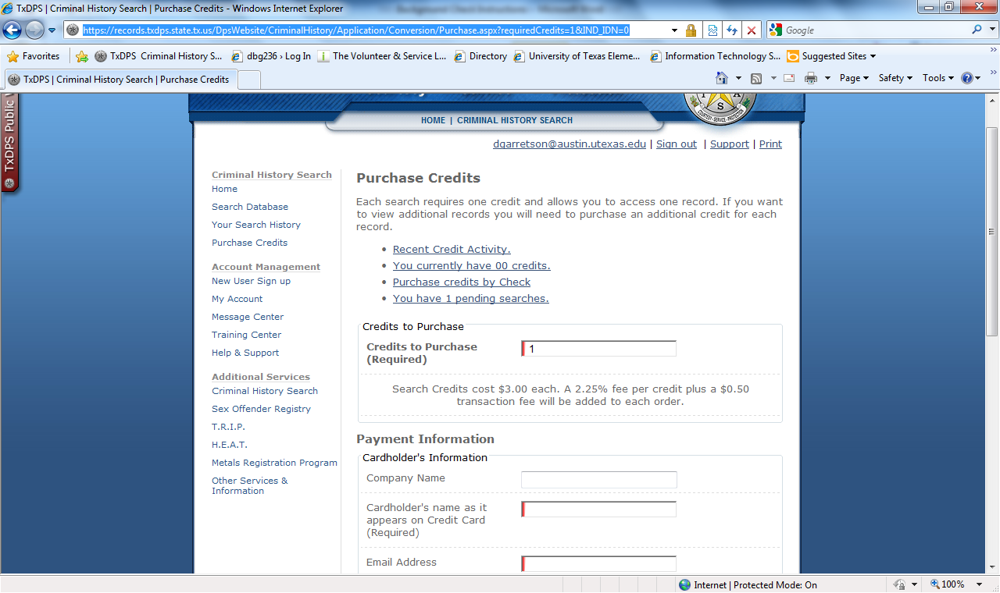 TxDPS | Criminal History Search | Purchase Credits - Windows Internet Explorer
https://records.txdps.state.tx.us/DpsWebsite/CriminalHistory/Application/Conversion/Purchase.aspx?requiredCredits=1&IND_IDN=0
Google
Favorites
TxDPS Criminal History S...
dbg236 › Log In
The Volunteer & Service L...
Directory
University of Texas Eleme...
Information Technology S...
Suggested Sites
TxDPS | Criminal History Search | Purchase Credits
Page
Safety
Tools
TxDPS Public
S
A
COURTESY • SERVICE • PROTECTION
HOME | CRIMINAL HISTORY SEARCH
dgarretson@austin.utexas.edu | Sign out | Support | Print
Criminal History Search
Home
Search Database
Your Search History
Purchase Credits
Account Management
New User Sign up
My Account
Message Center
Training Center
Help & Support
Additional Services
Criminal History Search
Sex Offender Registry
T.R.I.P.
H.E.A.T.
Metals Registration Program
Other Services &
Information
Purchase Credits
Each search requires one credit and allows you to access one record. If you want
to view additional records you will need to purchase an additional credit for each
record.
Recent Credit Activity.
You currently have 00 credits.
Purchase credits by Check
You have 1 pending searches.
Credits to Purchase
Credits to Purchase
(Required)
1
Search Credits cost $3.00 each. A 2.25% fee per credit plus a $0.50
transaction fee will be added to each order.
Payment Information
Cardholder's Information
Company Name
Cardholder's name as it
appears on Credit Card
(Required)
Email Address
Internet | Protected Mode: On
100%